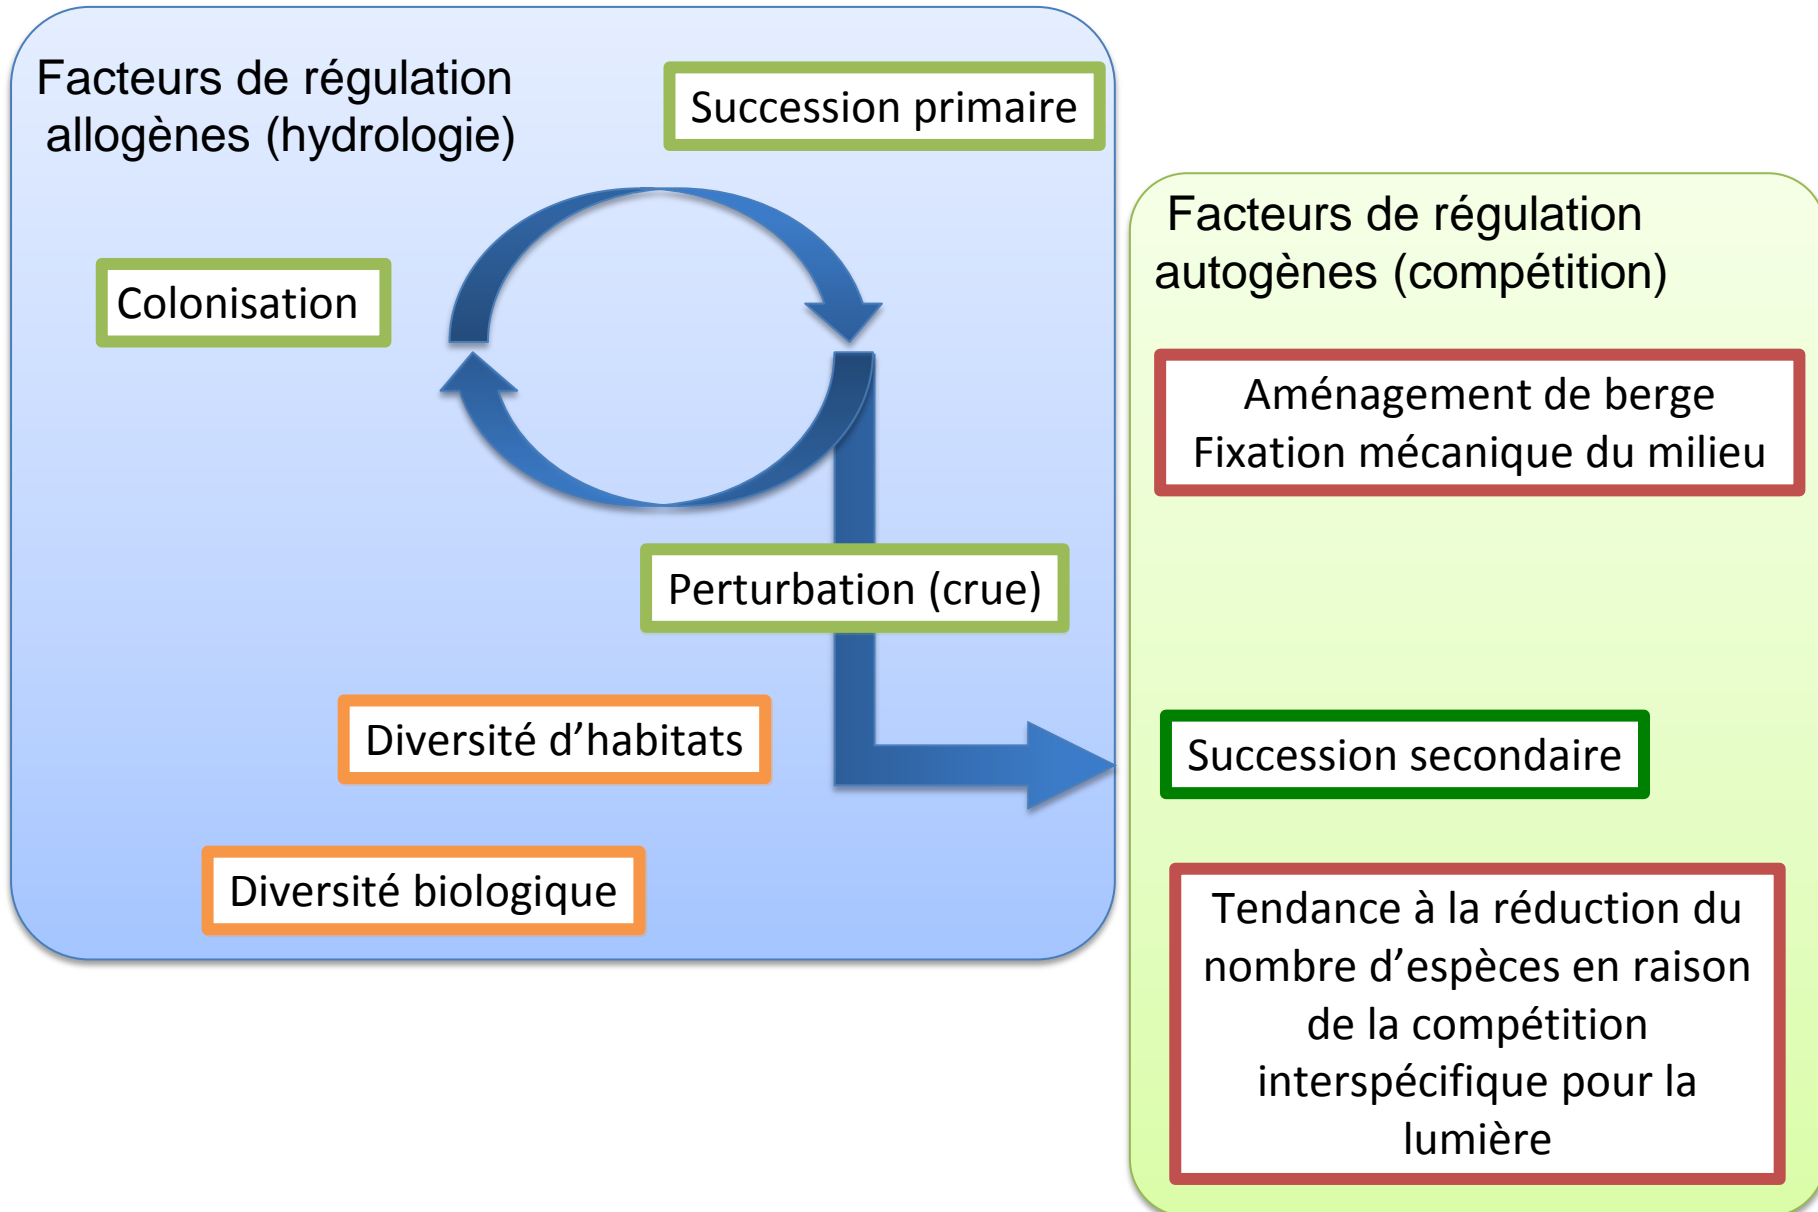 Facteurs de régulation
allogènes (hydrologie)
Succession primaire
Colonisation
Perturbation (crue)
Diversité d’habitats
Diversité biologique
Facteurs de régulation
autogènes (compétition)
Aménagement de berge
Fixation mécanique du milieu
Succession secondaire
Tendance à la réduction du
nombre d’espèces en raison
de la compétition
interspécifique pour la
lumière